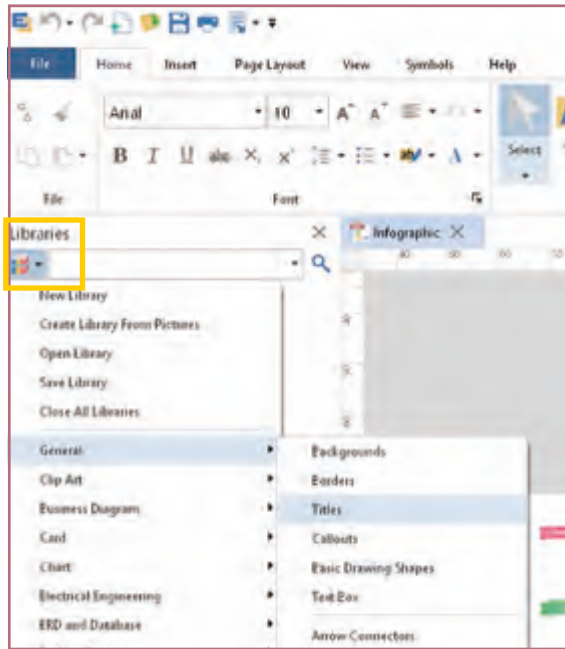 File Home Insert Page Layout View Symbols Help
Arial 10 A A
B I U abc X, x' A Select
File Font
Libraries Infographic
New Library
Create Library From Pictures
Open Library
Save Library
Close All Libraries
General Backgrounds
Clip Art Borders
Business Diagram Titles
Card Callouts
Chart Basic Drawing Shapes
Electrical Engineering Text Box
ERD and Database Arrow Connectors